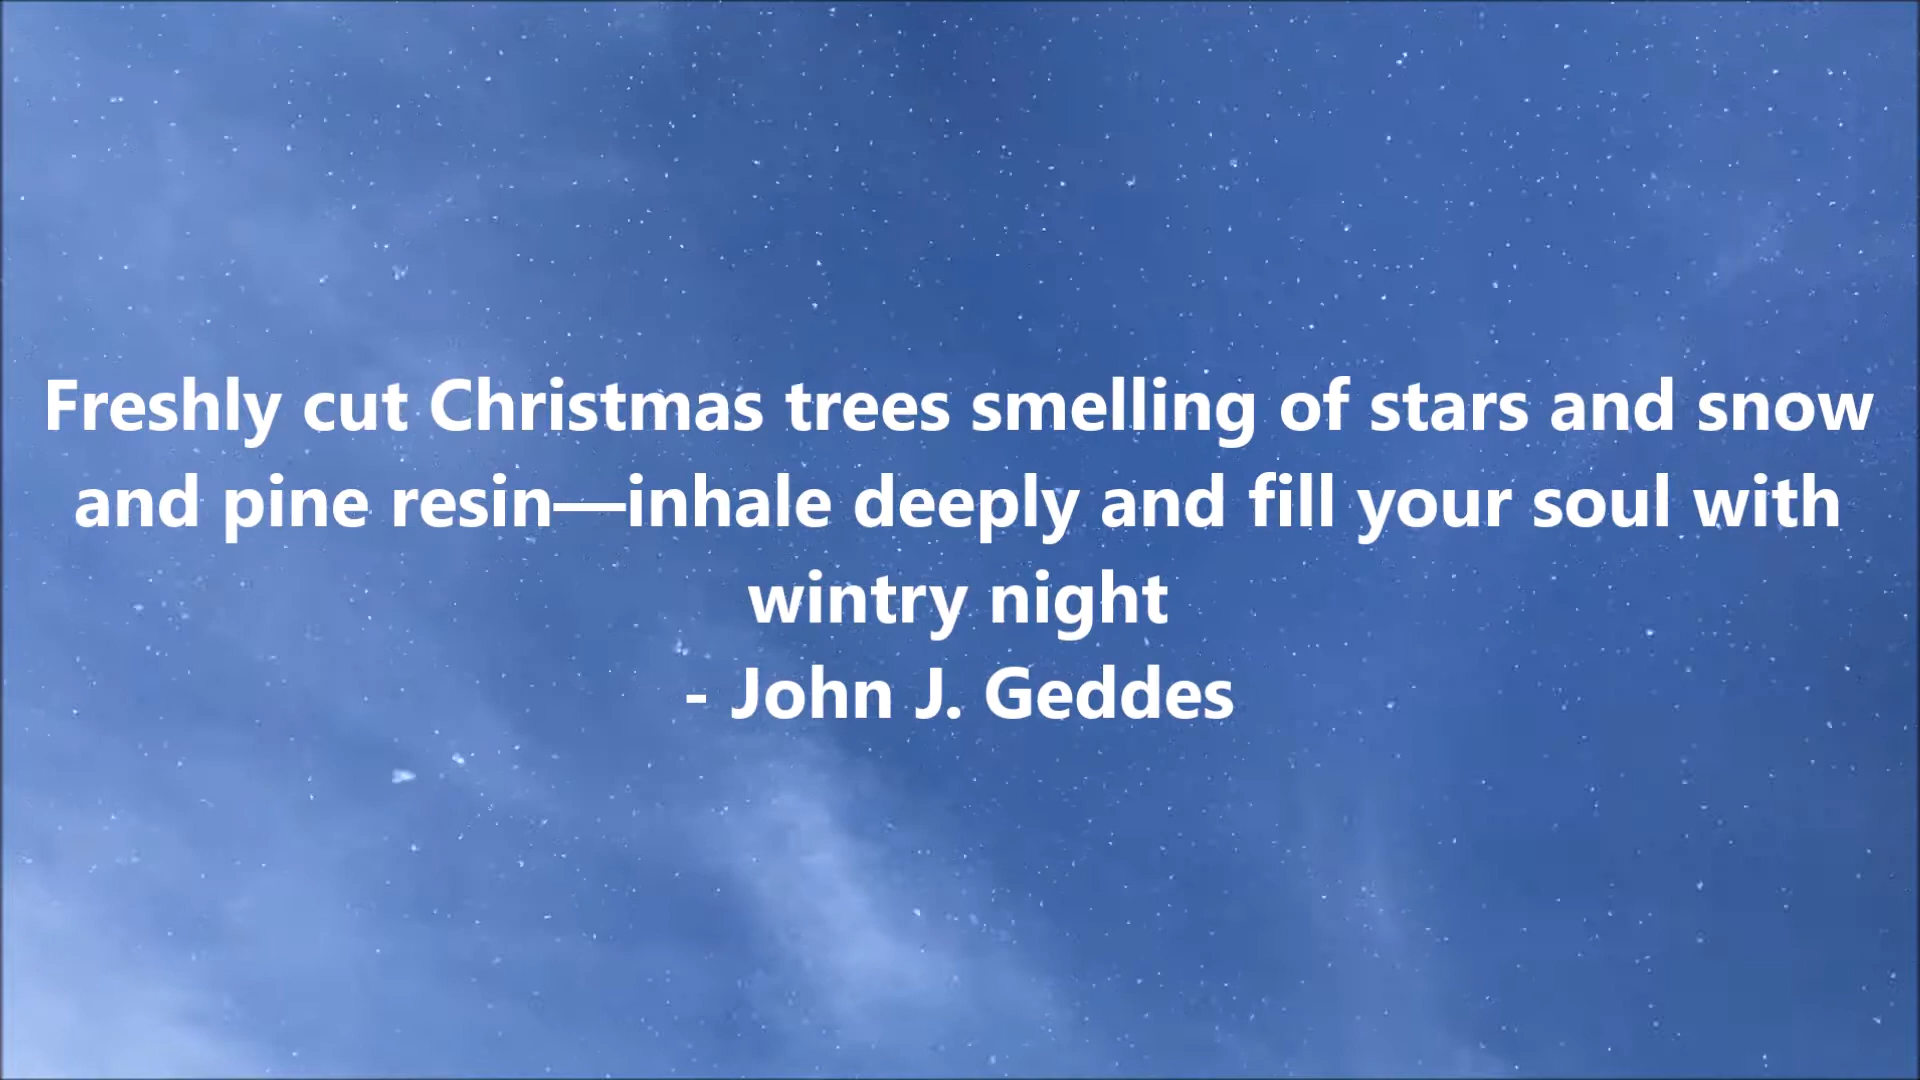 Freshly cut Christmas trees smelling of stars and snow
and pine resin—inhale deeply and fill your soul with
wintry night
- John J. Geddes